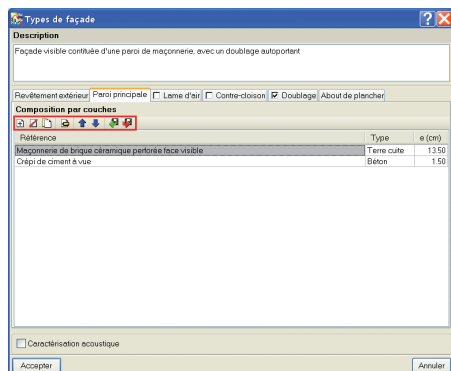 Types de façade
Description
Façade visible contituée d'une paroi de maçonnerie, avec un doublage autoportant
Revêtement extérieur Paroi principale Lame d'air Contre-cloison Doublage About de plancher
Composition par couches
Référence Type e (cm)
Maçonnerie de brique céramique perforée face visible Terre cuite 13.50
Crépi de ciment à vue Béton 1.50
Caractérisation acoustique
Accepter Annuler